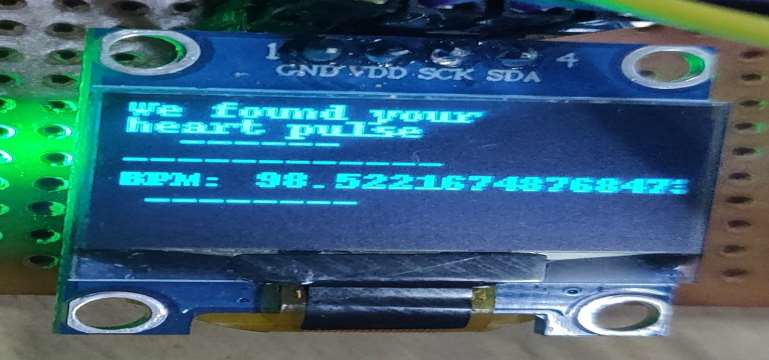 1 4
GND VDD SCK SDA
we found your
heart pulse
------
-------------
BPM: 98.5221674876847
---------